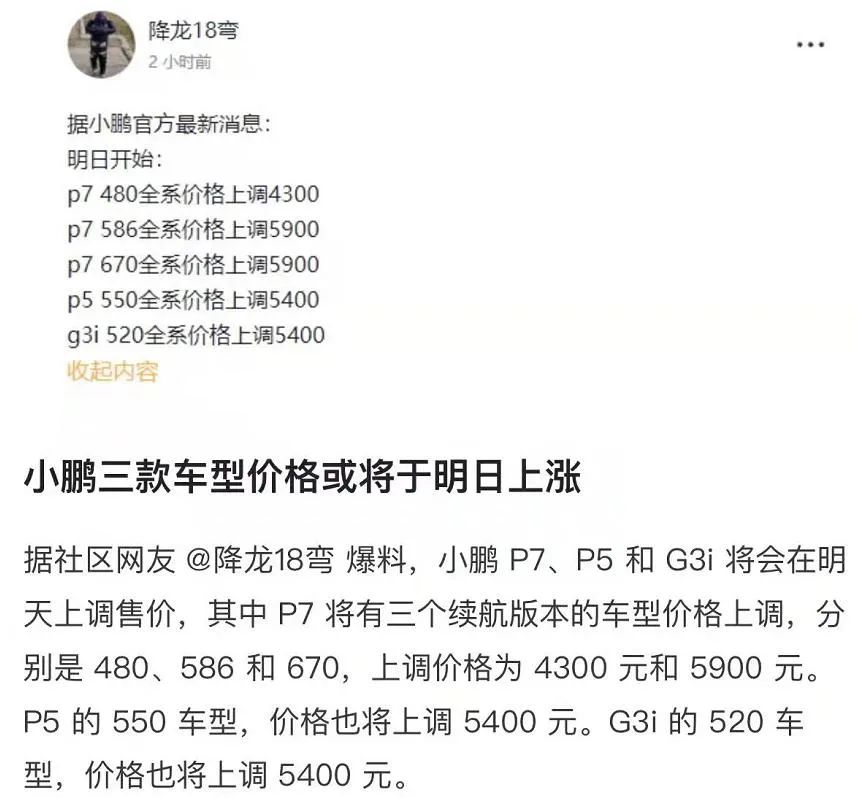 降龙18弯
2 小时前
据小鹏官方最新消息：
明日开始：
p7 480全系价格上调4300
p7 586全系价格上调5900
p7 670全系价格上调5900
p5 550全系价格上调5400
g3i 520全系价格上调5400
收起内容
小鹏三款车型价格或将于明日上涨
据社区网友 @降龙18弯 爆料，小鹏 P7、P5 和 G3i 将会在明
天上调售价，其中 P7 将有三个续航版本的车型价格上调，分
别是 480、586 和 670，上调价格为 4300 元和 5900 元。
P5 的 550 车型，价格也将上调 5400 元。G3i 的 520 车
型，价格也将上调 5400 元。